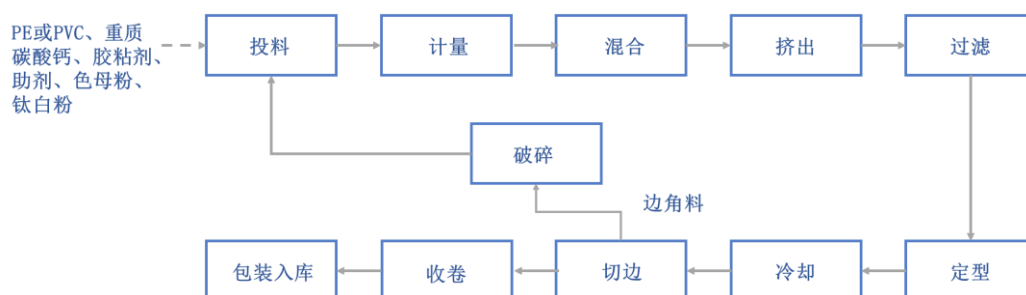 PE或PVC、重质
碳酸钙、胶粘剂、
助剂、色母粉、
钛白粉
投料
计量
混合
挤出
过滤
破碎
边角料
包装入库
收卷
切边
冷却
定型